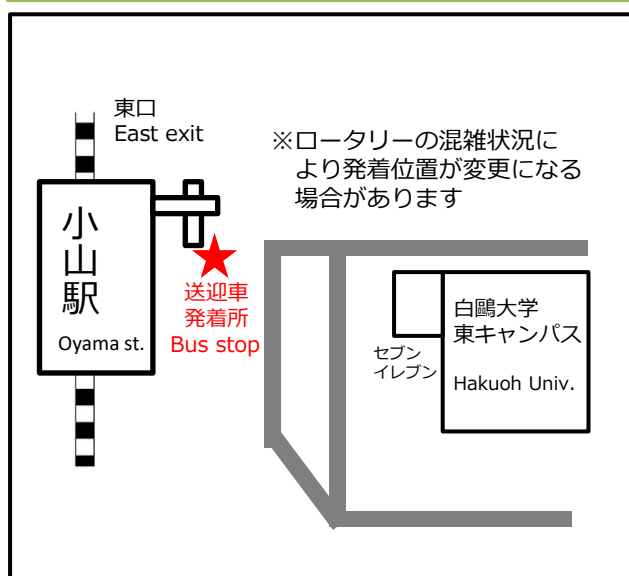 東口
East exit
※ロータリーの混雑状況に
より発着位置が変更になる
場合があります
小山駅
Oyama st.
送迎車
発着所
Bus stop
セブン
イレブン
白鷗大学
東キャンパス
Hakuoh Univ.